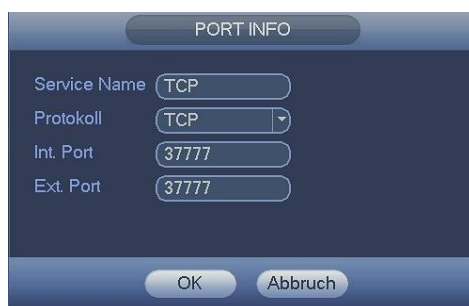 PORT INFO
Service Name TCP
Protokoll TCP
Int. Port 37777
Ext. Port 37777
OK Abbruch